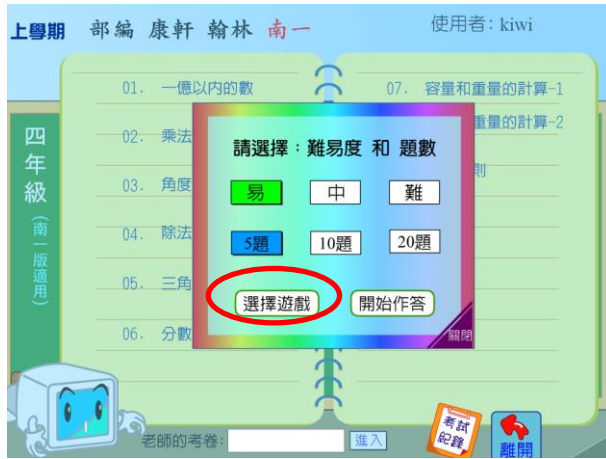 上學期 部編 康軒 翰林 南一 使用者：kiwi
四年級（南一版適用）
01. 一億以內的數
02. 乘法
03. 角度
04. 除法
05. 三角
06. 分數
07. 容量和重量的計算-1
重量的計算-2
則
請選擇：難易度 和 題數
易 中 難
5題 10題 20題
選擇遊戲 開始作答
關閉
老師的考卷： 進入
考試紀錄
離開